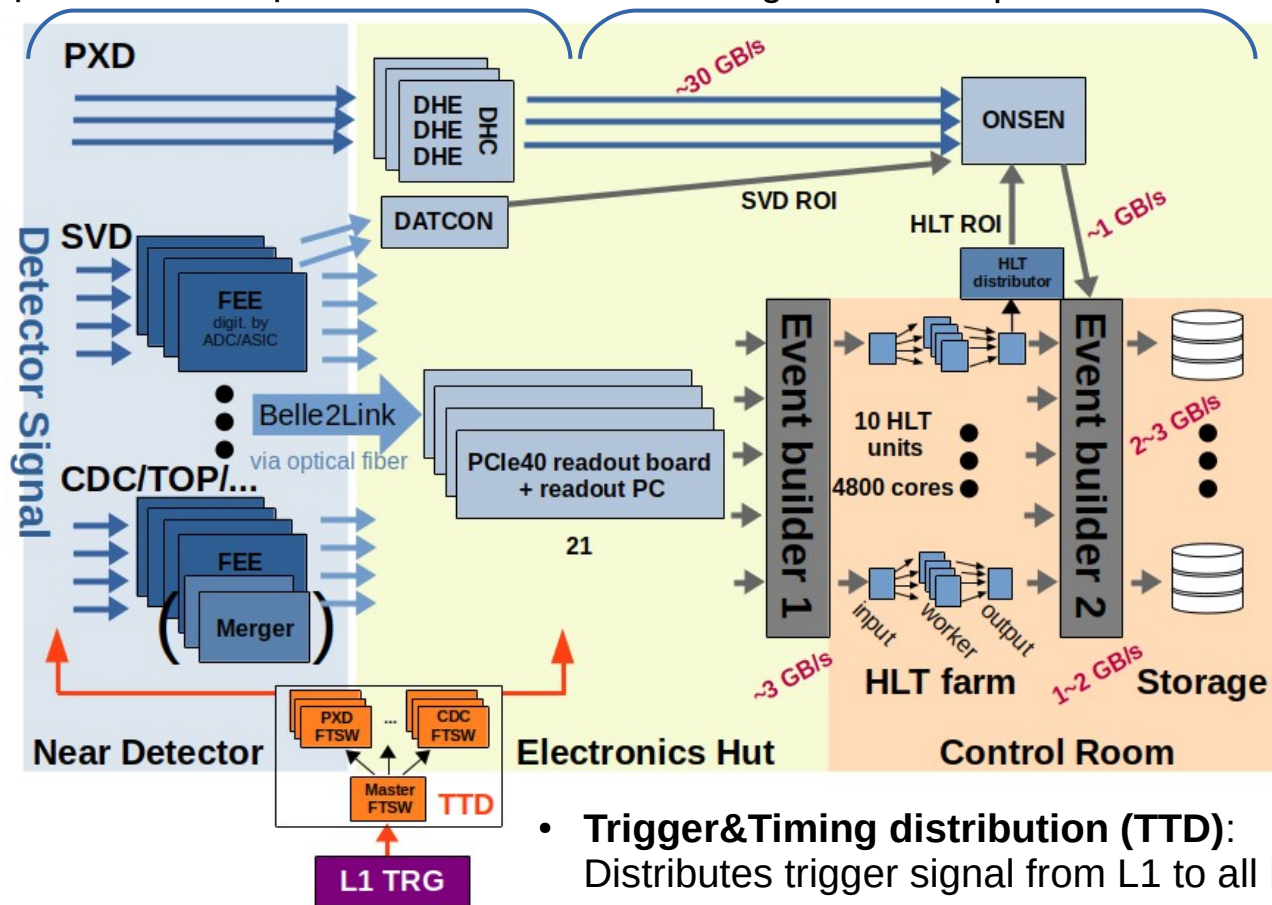 PXD
~30 GB/s
DHE
DHE
DHE
DHC
ONSEN
DATCON
SVD ROI
HLT ROI
~1 GB/s
Detector Signal
SVD
FEE
digit. by
ADC/ASIC
HLT
distributor
Belle2Link
via optical fiber
PCIe40 readout board
+ readout PC
21
Event builder 1
10 HLT
units
4800 cores
Event builder 2
2~3 GB/s
CDC/TOP/...
FEE
( Merger )
input
worker
output
~3 GB/s
HLT farm
1~2 GB/s
Storage
PXD
FTSW
...
CDC
FTSW
Near Detector
Electronics Hut
Control Room
Master
FTSW
TTD
L1 TRG
• Trigger&Timing distribution (TTD):
Distributes trigger signal from L1 to all